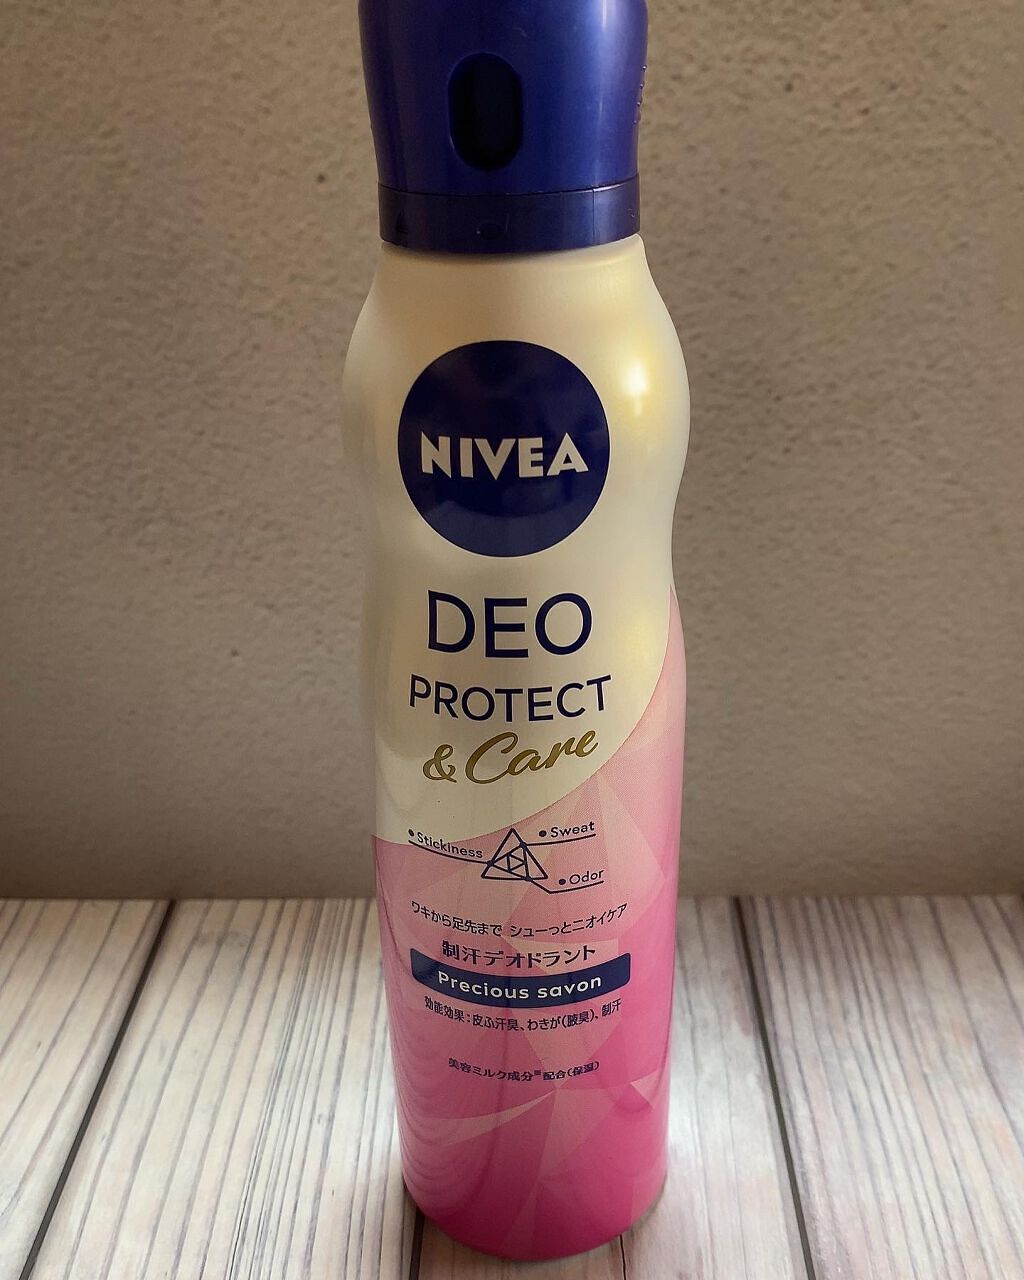 NIVEA
DEO
PROTECT
& Care
•Stickiness
•Sweat
•Odor
ワキから足先まで シューっとニオイケア
制汗デオドラント
Precious savon
効能効果：皮ふ汗臭、わきが（腋臭）、制汗
美容ミルク成分※配合（保湿）